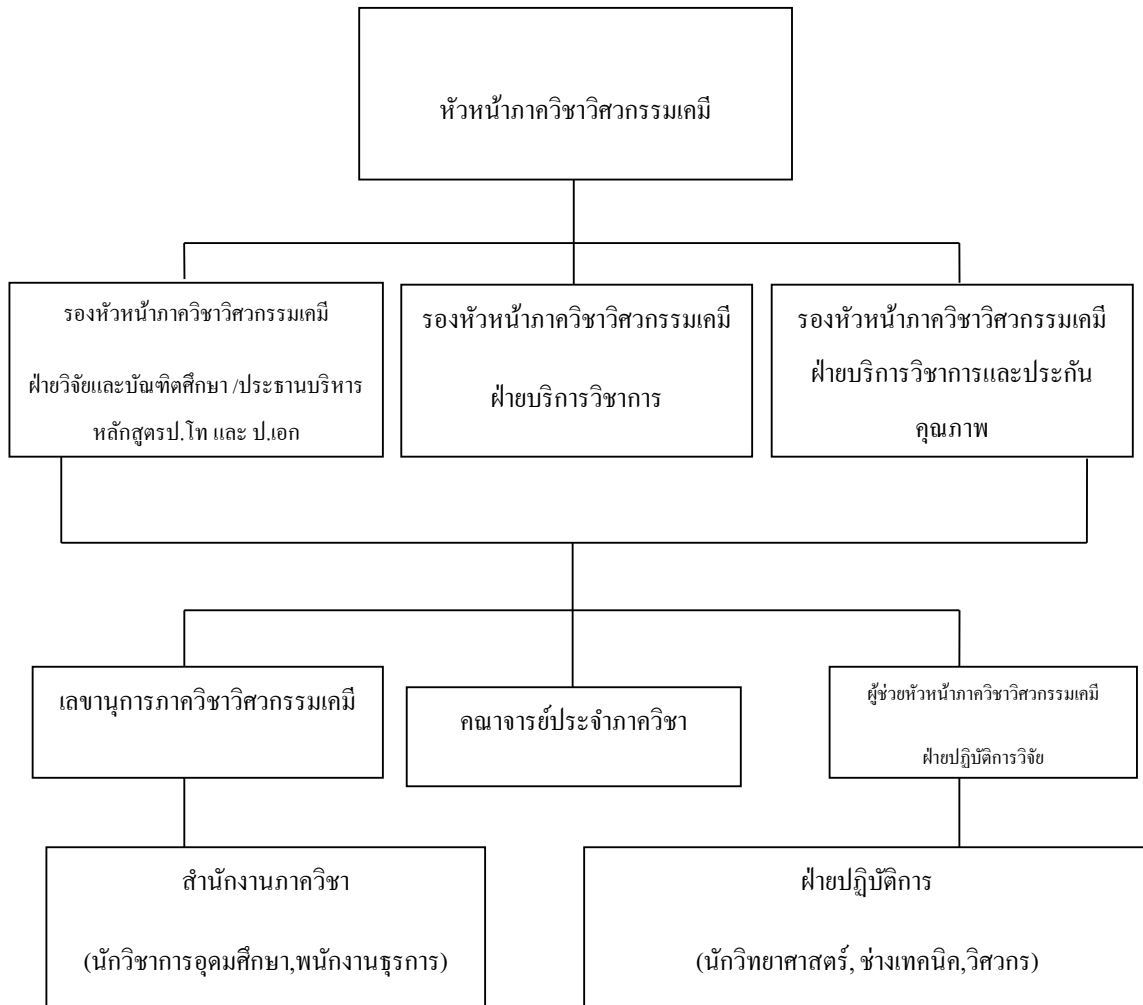 หัวหน้าภาควิชาวิศวกรรมเคมี
รองหัวหน้าภาควิชาวิศวกรรมเคมี
ฝ่ายวิจัยและบัณฑิตศึกษา /ประธานบริหาร
หลักสูตรป.โท และ ป.เอก
รองหัวหน้าภาควิชาวิศวกรรมเคมี
ฝ่ายบริการวิชาการ
รองหัวหน้าภาควิชาวิศวกรรมเคมี
ฝ่ายบริการวิชาการและประกัน
คุณภาพ
เลขานุการภาควิชาวิศวกรรมเคมี
คณาจารย์ประจำภาควิชา
ผู้ช่วยหัวหน้าภาควิชาวิศวกรรมเคมี
ฝ่ายปฏิบัติการวิจัย
สำนักงานภาควิชา
(นักวิชาการอุดมศึกษา,พนักงานธุรการ)
ฝ่ายปฏิบัติการ
(นักวิทยาศาสตร์, ช่างเทคนิค,วิศวกร)